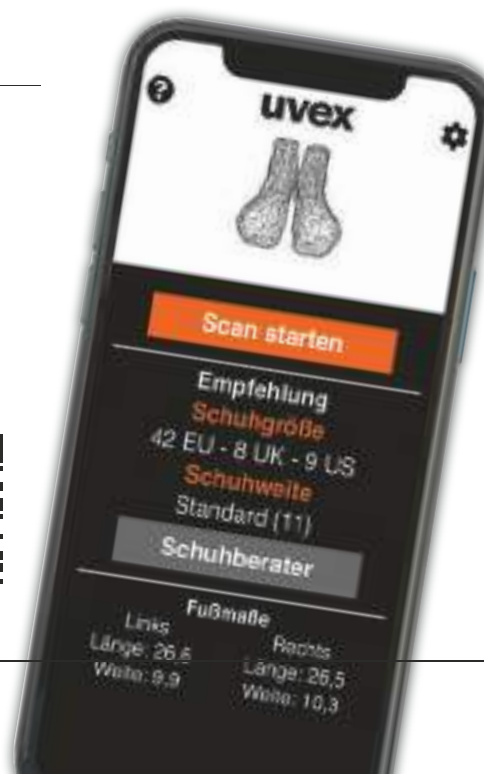 ?
uvex
Scan starten
Empfehlung
Schuhgröße
42 EU - 8 UK - 9 US
Schuhweite
Standard (11)
Schuhberater
Fußmaße
Links
Länge: 26,6
Weite: 9,9
Rechts
Länge: 26,5
Weite: 10,3